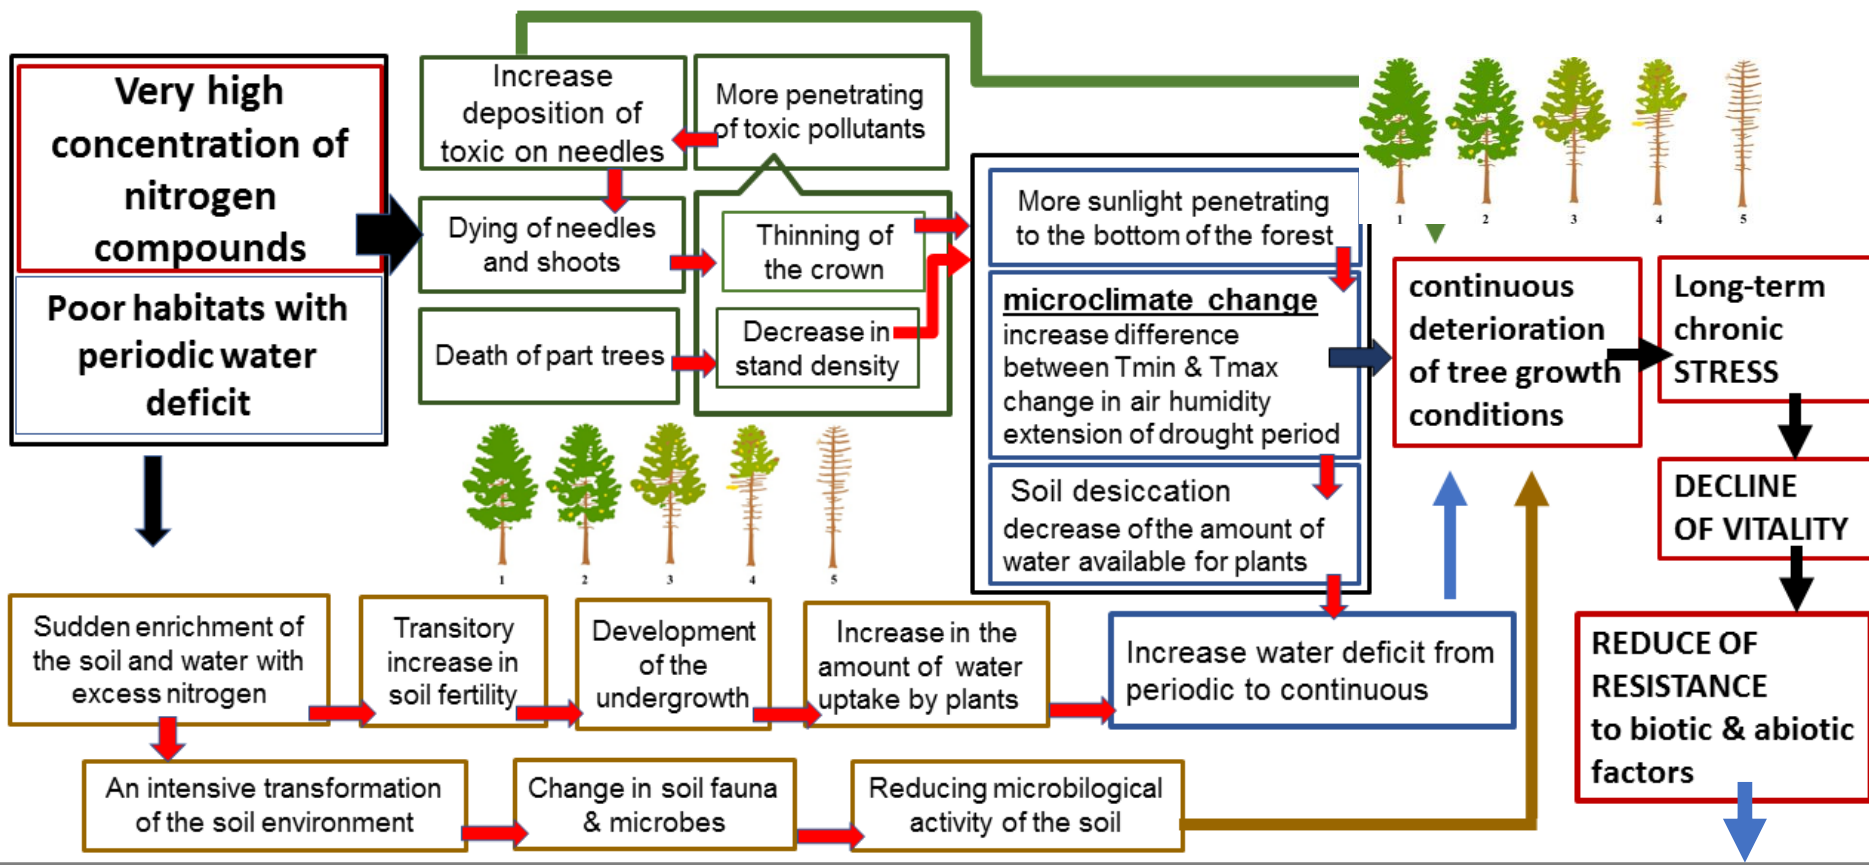 Very high
concentration of
nitrogen
compounds
Poor habitats with
periodic water
deficit
Increase
deposition of
toxic on needles
More penetrating
of toxic pollutants
Dying of needles
and shoots
Thinning of
the crown
Death of part trees
Decrease in
stand density
1 2 3 4 5
More sunlight penetrating
to the bottom of the forest
microclimate change
increase difference
between Tmin & Tmax
change in air humidity
extension of drought period
Soil desiccation
decrease of the amount of
water available for plants
1 2 3 4 5
continuous
deterioration
of tree growth
conditions
Long-term
chronic
STRESS
DECLINE
OF VITALITY
REDUCE OF
RESISTANCE
to biotic & abiotic
factors
Sudden enrichment of
the soil and water with
excess nitrogen
Transitory
increase in
soil fertility
Development
of the
undergrowth
Increase in the
amount of water
uptake by plants
Increase water deficit from
periodic to continuous
An intensive transformation
of the soil environment
Change in soil fauna
& microbes
Reducing microbilogical
activity of the soil